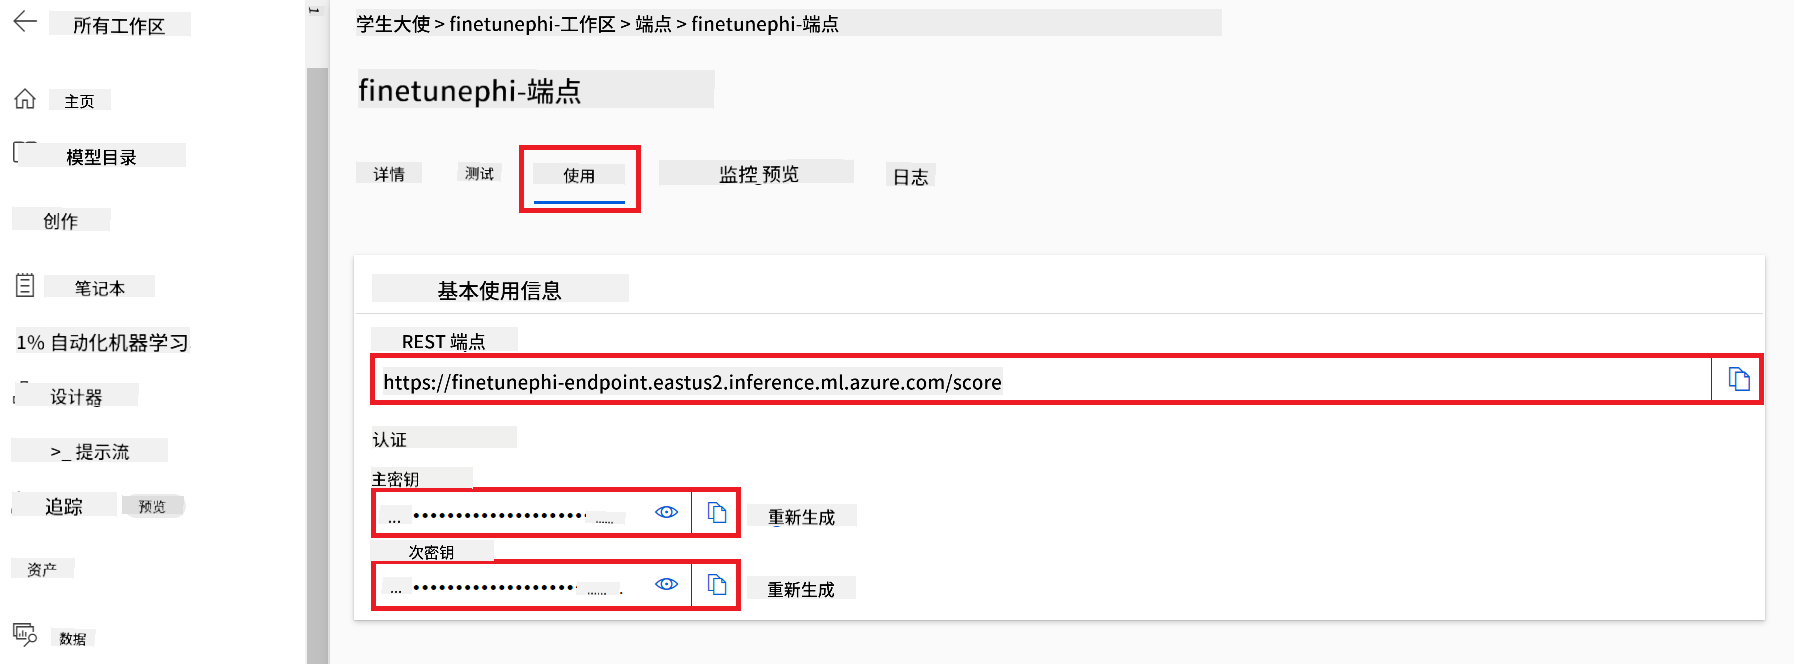 所有工作区
主页
模型目录
创作
笔记本
1% 自动化机器学习
设计器
>_ 提示流
追踪 预览
资产
数据
学生大使 > finetunephi-工作区 > 端点 > finetunephi-端点
finetunephi-端点
详情 测试 使用 监控_预览 日志
基本使用信息
REST 端点
https://finetunephi-endpoint.eastus2.inference.ml.azure.com/score
认证
主密钥
重新生成
次密钥
重新生成